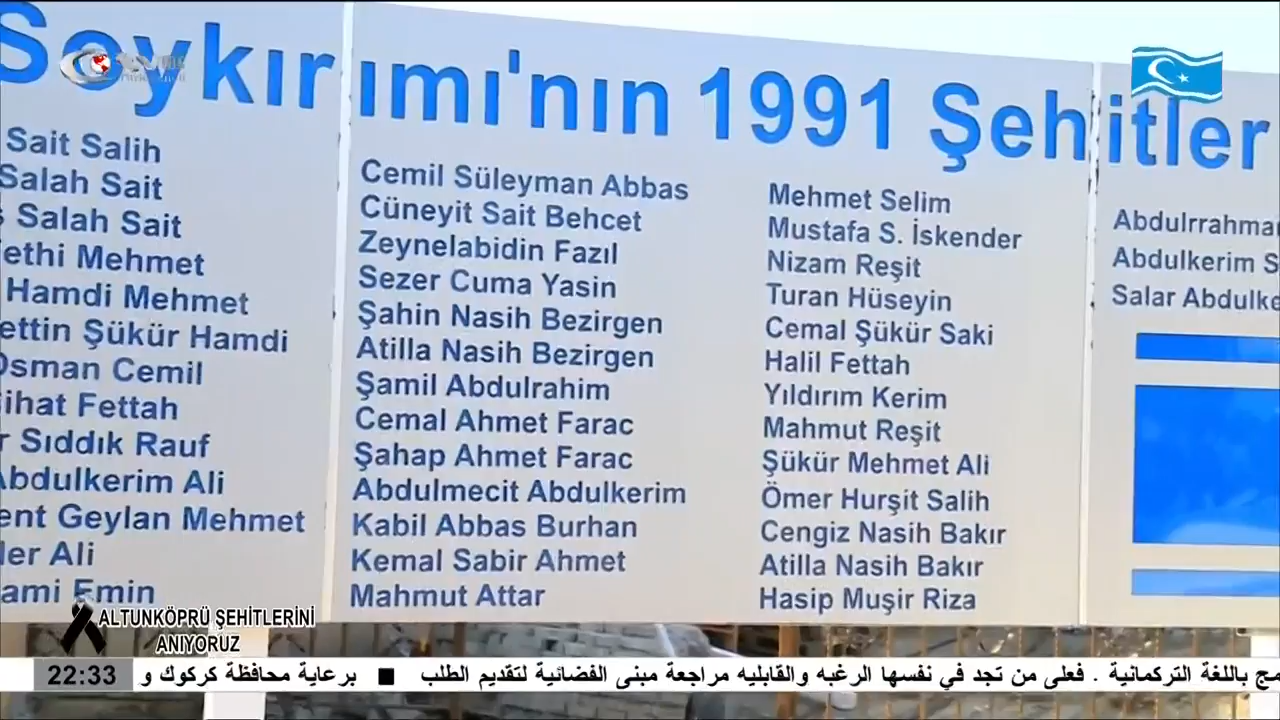 Soykırımı'nın 1991 Şehitler
Sait Salih
Salah Sait
Salah Sait
ethi Mehmet
Hamdi Mehmet
ettin Şükür Hamdi
Osman Cemil
ihat Fettah
r Sıddık Rauf
Abdulkerim Ali
ent Geylan Mehmet
ler Ali
ami Emin
Cemil Süleyman Abbas
Cüneyit Sait Behcet
Zeynelabidin Fazıl
Sezer Cuma Yasin
Şahin Nasih Bezirgen
Atilla Nasih Bezirgen
Şamil Abdulrahim
Cemal Ahmet Farac
Şahap Ahmet Farac
Abdulmecit Abdulkerim
Kabil Abbas Burhan
Kemal Sabir Ahmet
Mahmut Attar
Mehmet Selim
Mustafa S. İskender
Nizam Reşit
Turan Hüseyin
Cemal Şükür Saki
Halil Fettah
Yıldırım Kerim
Mahmut Reşit
Şükür Mehmet Ali
Ömer Hurşit Salih
Cengiz Nasih Bakır
Atilla Nasih Bakır
Hasip Muşir Riza
Abdulrrahma
Abdulkerim S
Salar Abdulke
ALTUNKÖPRÜ ŞEHİTLERİNİ
ANIYORUZ
22:33
مج باللغة التركمانية . فعلى من تجد في نفسها الرغبه والقابليه مراجعة مبنى الفضائية لتقديم الطلب ■ برعاية محافظة كركوك و